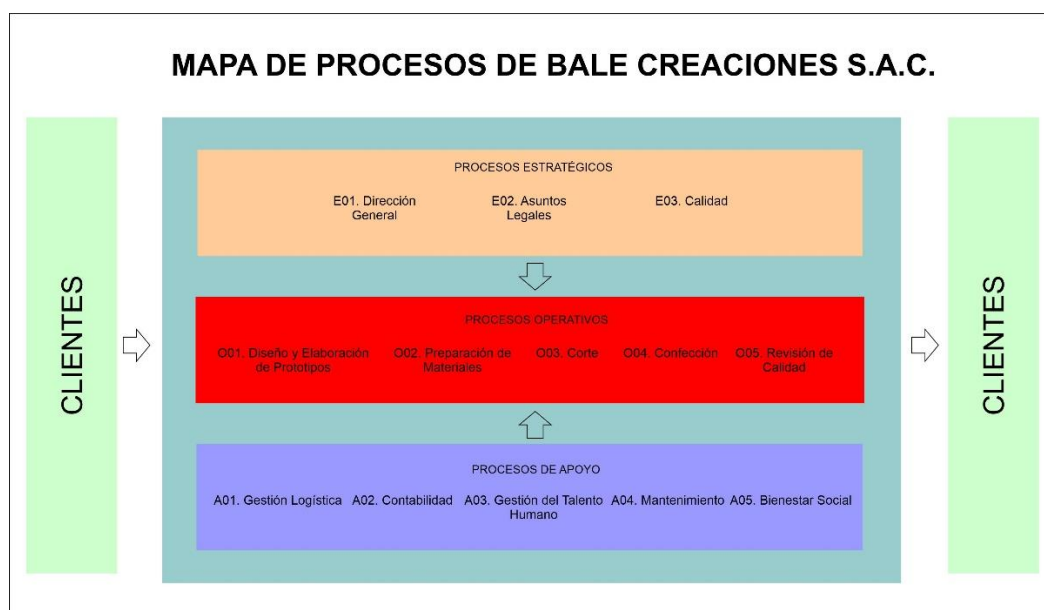 MAPA DE PROCESOS DE BALE CREACIONES S.A.C.
CLIENTES
PROCESOS ESTRATÉGICOS
E01. Dirección
General
E02. Asuntos
Legales
E03. Calidad
PROCESOS OPERATIVOS
O01. Diseño y Elaboración
de Prototipos
O02. Preparación de
Materiales
O03. Corte
O04. Confección
O05. Revisión de
Calidad
PROCESOS DE APOYO
A01. Gestión Logística
A02. Contabilidad
A03. Gestión del Talento
Humano
A04. Mantenimiento
A05. Bienestar Social
CLIENTES